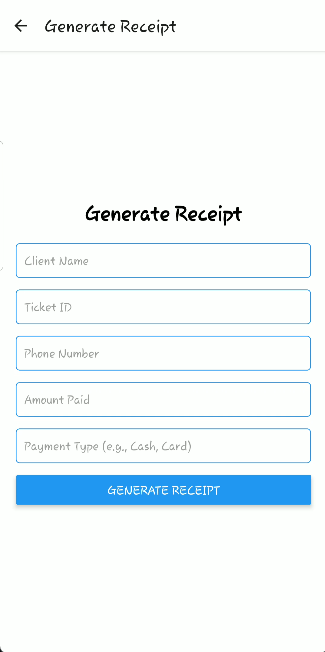 Generate Receipt
Generate Receipt
Client Name
Ticket ID
Phone Number
Amount Paid
Payment Type (e.g., Cash, Card)
GENERATE RECEIPT